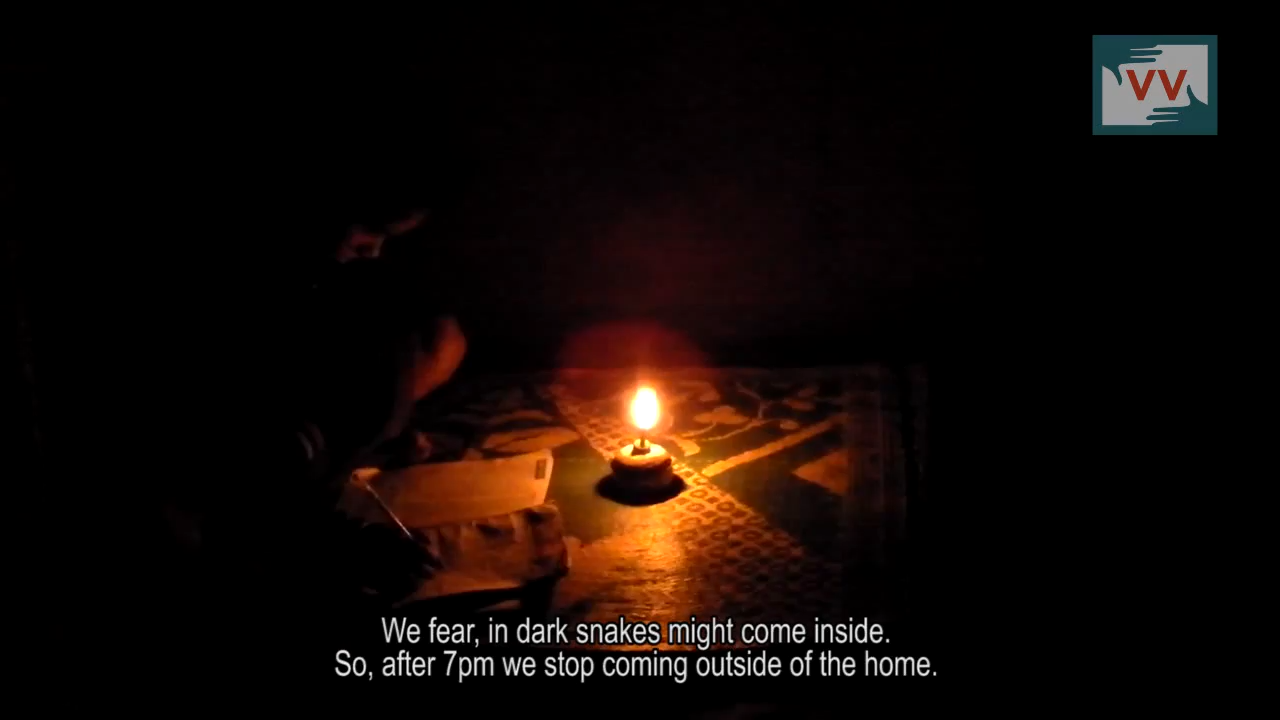 VV
We fear, in dark snakes might come inside.
So, after 7pm we stop coming outside of the home.